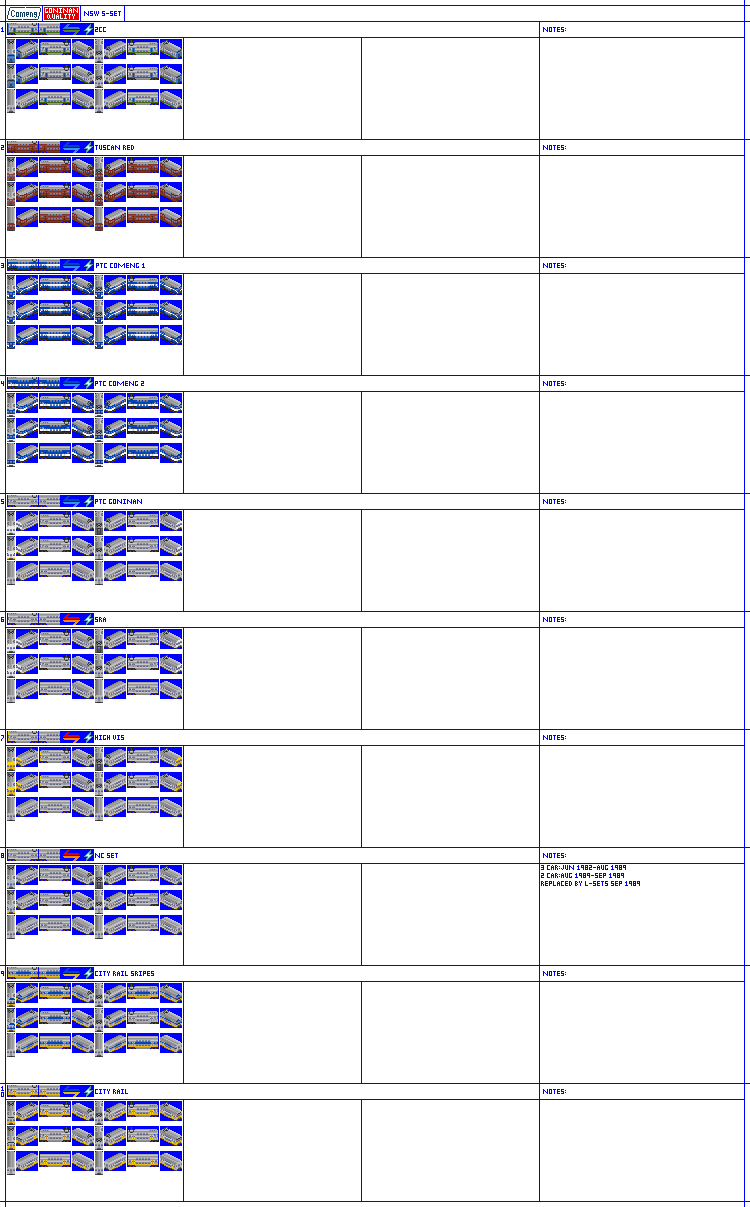 Comeng GONINAN QUALITY NSW S-SET
1 2CC NOTES:
2 TUSCAN RED NOTES:
3 PTC COMENG 1 NOTES:
4 PTC COMENG 2 NOTES:
5 PTC GONINAN NOTES:
6 SRA NOTES:
7 HIGH VIS NOTES:
8 NC SET NOTES:
3 CAR:JUN 1982-AUG 1989
2 CAR:AUG 1989-SEP 1989
REPLACED BY L-SETS SEP 1989
9 CITY RAIL SRIPES NOTES:
10 CITY RAIL NOTES: